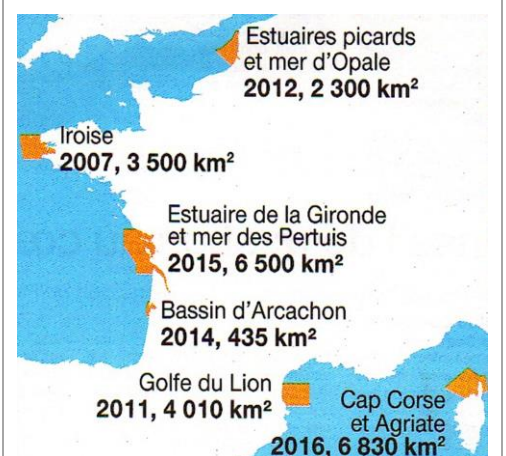 Estuaires picards
et mer d'Opale
2012, 2 300 km²
Iroise
2007, 3 500 km²
Estuaire de la Gironde
et mer des Pertuis
2015, 6 500 km²
Bassin d'Arcachon
2014, 435 km²
Golfe du Lion
2011, 4 010 km²
Cap Corse
et Agriate
2016, 6 830 km²